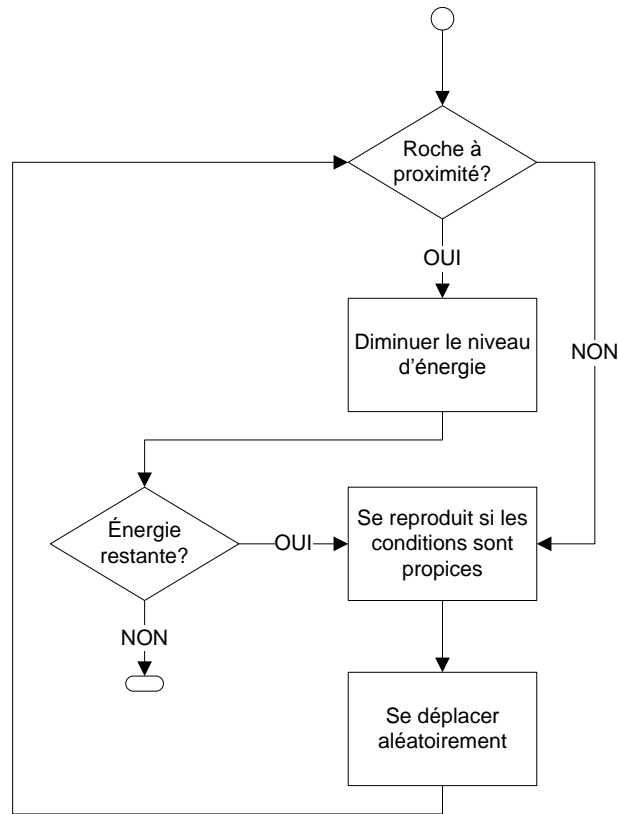 Roche à
proximité?
OUI
Diminuer le niveau
d'énergie
NON
Énergie
restante?
OUI
Se reproduit si les
conditions sont
propices
NON
Se déplacer
aléatoirement